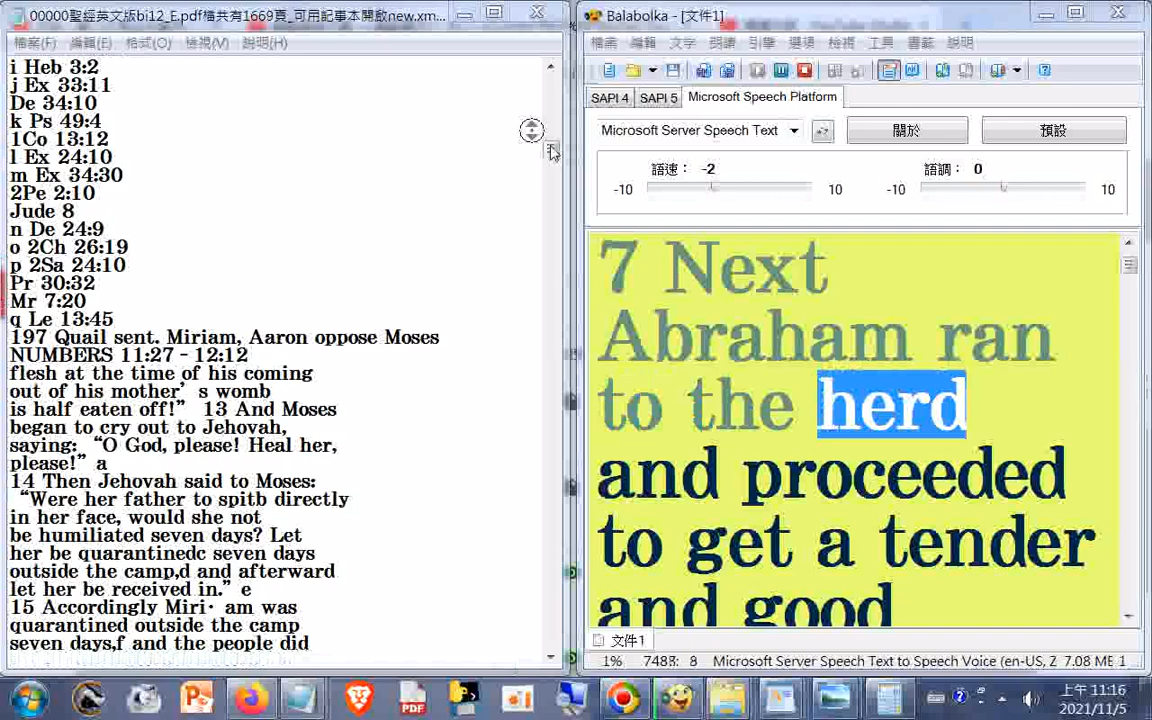 00000聖經英文版bi12_E.pdf檔共有1669頁_可用記事本開啟new.xm...
檔案(F) 編輯(E) 格式(O) 檢視(V) 說明(H)
i Heb 3:2
j Ex 33:11
De 34:10
k Ps 49:4
1Co 13:12
l Ex 24:10
m Ex 34:30
2Pe 2:10
Jude 8
n De 24:9
o 2Ch 26:19
p 2Sa 24:10
Pr 30:32
Mr 7:20
q Le 13:45
197 Quail sent. Miriam, Aaron oppose Moses
NUMBERS 11:27 - 12:12
flesh at the time of his coming
out of his mother’s womb
is half eaten off!” 13 And Moses
began to cry out to Jehovah,
saying: “O God, please! Heal her,
please!” a
14 Then Jehovah said to Moses:
“Were her father to spitb directly
in her face, would she not
be humiliated seven days? Let
her be quarantinedc seven days
outside the camp,d and afterward
let her be received in.” e
15 Accordingly Miri· am was
quarantined outside the camp
seven days,f and the people did
Balabolka - [文件1]
檔案 編輯 文字 朗讀 引擎 選項 檢視 工具 書籤 說明
SAPI 4 SAPI 5 Microsoft Speech Platform
Microsoft Server Speech Text 關於 預設
語速： -2 語調： 0
-10 10 -10 10
7 Next
Abraham ran
to the herd
and proceeded
to get a tender
and good
文件1
1% 748: 8 Microsoft Server Speech Text to Speech Voice (en-US, Z 7.08 ME 1
PDF
上午 11:16
2021/11/5